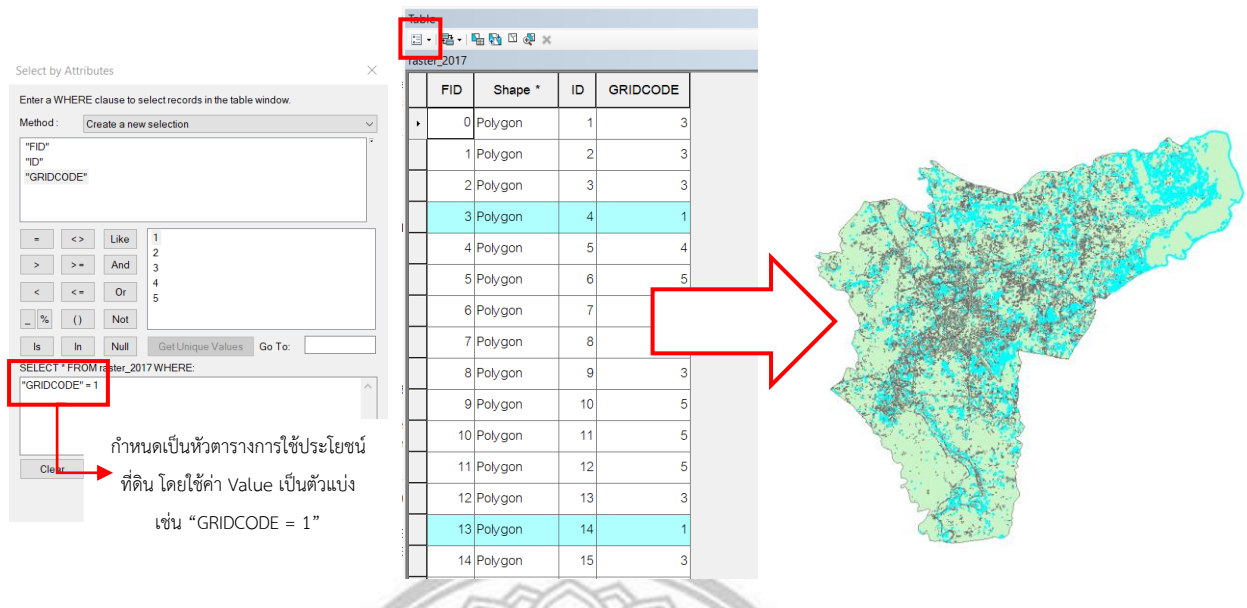 Select by Attributes
Enter a WHERE clause to select records in the table window.
Method : Create a new selection
"FID"
"ID"
"GRIDCODE"
= <> Like
> >= And
< <= Or
_ % () Not
Is In Null
1
2
3
4
5
Get Unique Values Go To:
SELECT * FROM raster_2017 WHERE:
"GRIDCODE" = 1
Clear
กำหนดเป็นหัวตารางการใช้ประโยชน์
ที่ดิน โดยใช้ค่า Value เป็นตัวแบ่ง
เช่น “GRIDCODE = 1”
Table
raster_2017
FID Shape * ID GRIDCODE
0 Polygon 1 3
1 Polygon 2 3
2 Polygon 3 3
3 Polygon 4 1
4 Polygon 5 4
5 Polygon 6 5
6 Polygon 7
7 Polygon 8
8 Polygon 9 3
9 Polygon 10 5
10 Polygon 11 5
11 Polygon 12 5
12 Polygon 13 3
13 Polygon 14 1
14 Polygon 15 3